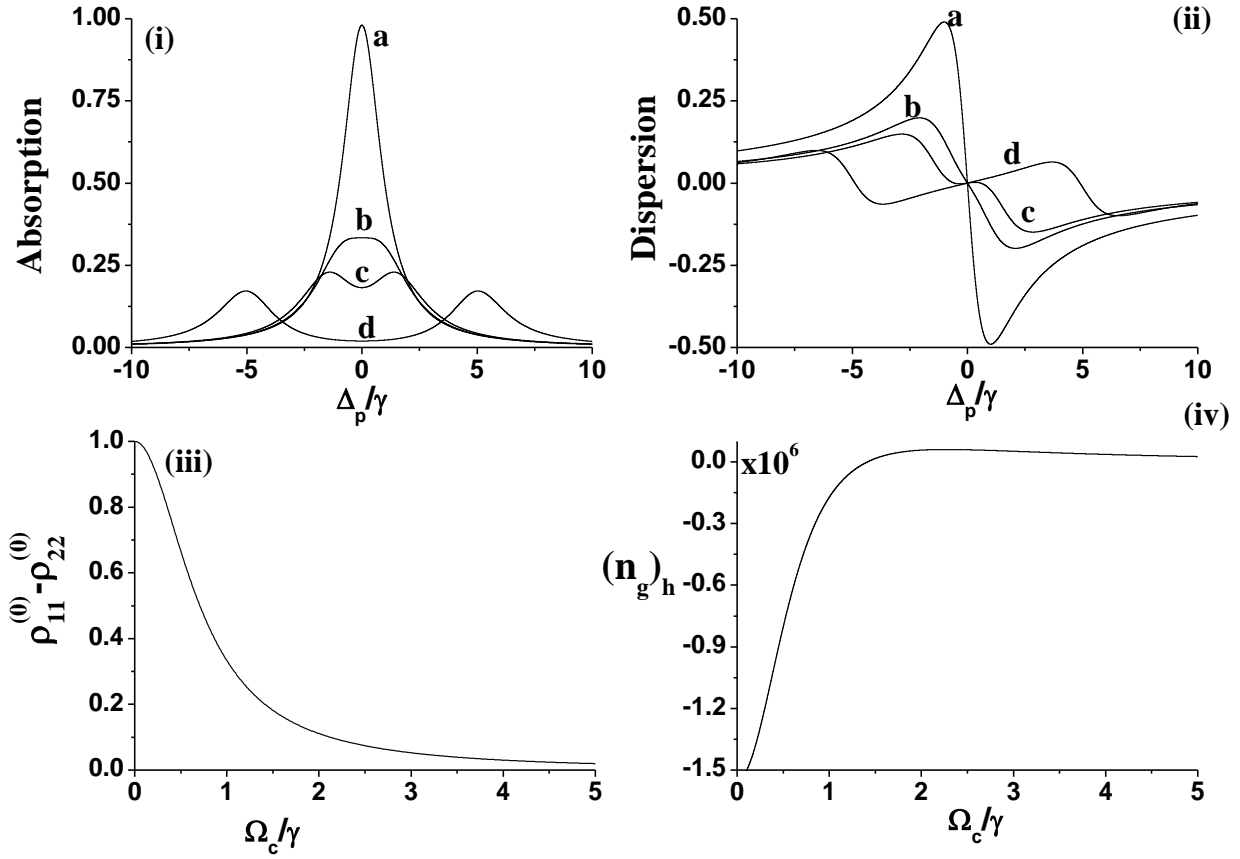 (i)
a
b
c
d
Absorption
1.00
0.75
0.50
0.25
0.00
-10
-5
0
5
10
Δp/γ
(ii)
a
b
d
c
Dispersion
0.50
0.25
0.00
-0.25
-0.50
-10
-5
0
5
10
Δp/γ
(iii)
ρ11(0)-ρ22(0)
1.0
0.8
0.6
0.4
0.2
0.0
0
1
2
3
4
5
Ωc/γ
(iv)
x10^6
(ng)h
0.0
-0.3
-0.6
-0.9
-1.2
-1.5
0
1
2
3
4
5
Ωc/γ